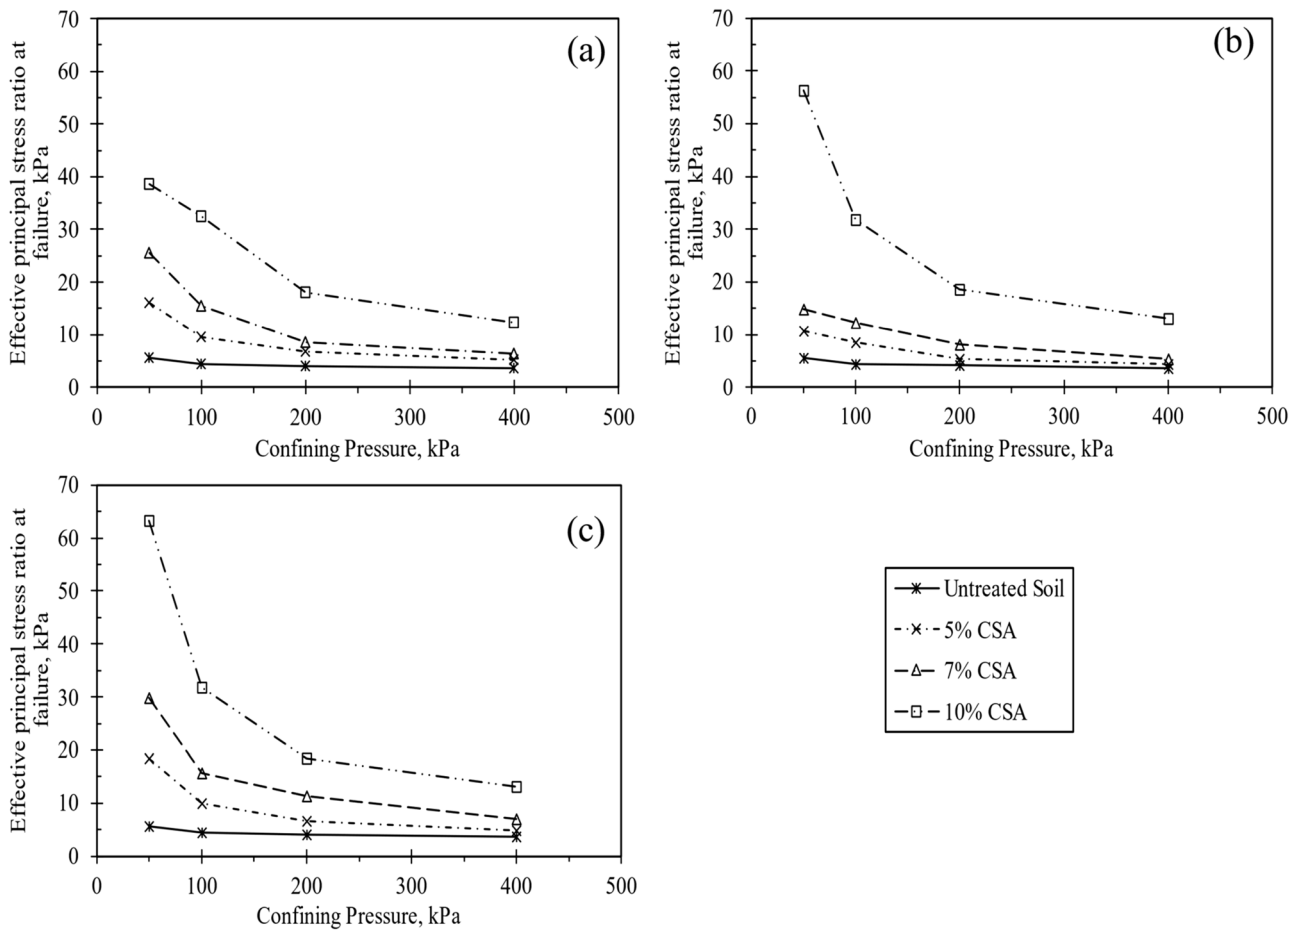 (a)
Effective principal stress ratio at
failure, kPa
70
60
50
40
30
20
10
0
0 100 200 300 400 500
Confining Pressure, kPa
(b)
Effective principal stress ratio at
failure, kPa
70
60
50
40
30
20
10
0
0 100 200 300 400 500
Confining Pressure, kPa
(c)
Effective principal stress ratio at
failure, kPa
70
60
50
40
30
20
10
0
0 100 200 300 400 500
Confining Pressure, kPa
Untreated Soil
5% CSA
7% CSA
10% CSA